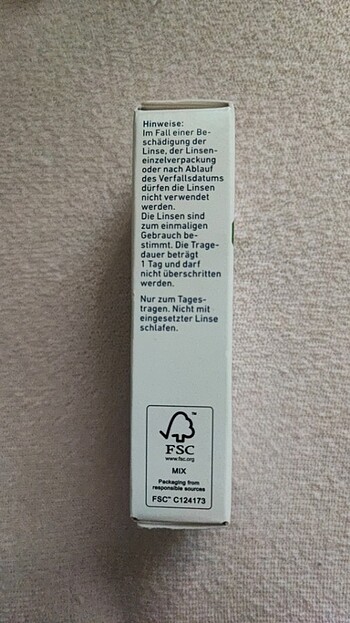 Hinweise:
Im Fall einer Be-
schädigung der
Linse, der Linsen-
einzelverpackung
oder nach Ablauf
des Verfallsdatums
dürfen die Linsen
nicht verwendet
werden.
Die Linsen sind
zum einmaligen
Gebrauch be-
stimmt. Die Trage-
dauer beträgt
1 Tag und darf
nicht überschritten
werden.
Nur zum Tages-
tragen. Nicht mit
eingesetzter Linse
schlafen.
™
FSC
www.fsc.org
MIX
Packaging from
responsible sources
FSC™ C124173